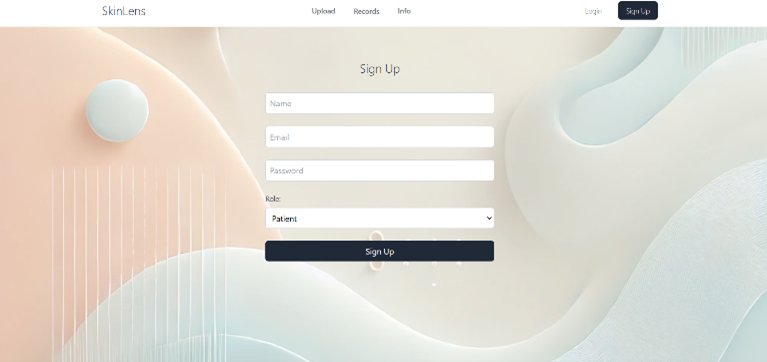 SkinLens Upload Records Info Login Sign Up
Sign Up
Name
Email
Password
Role:
Patient
Sign Up